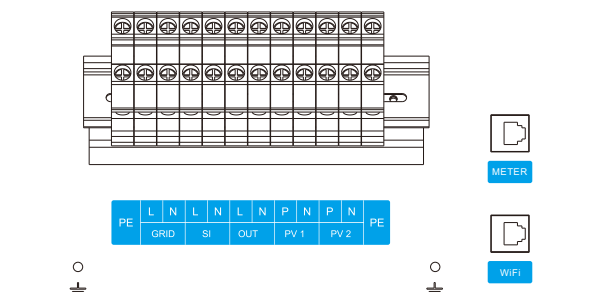 METER
PE L N L N L N P N P N PE
GRID SI OUT PV 1 PV 2
WiFi